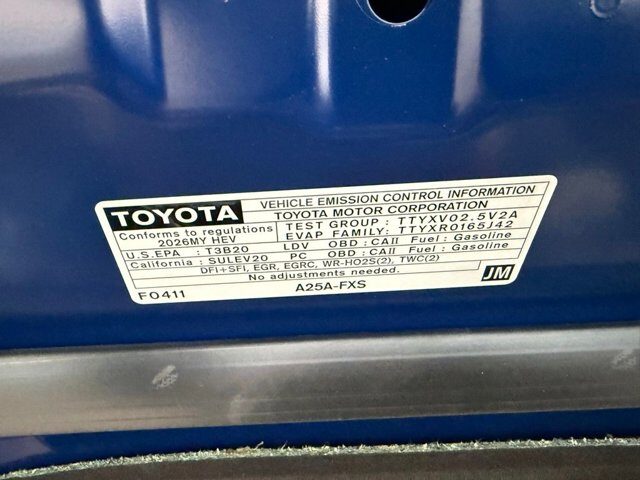 TOYOTA VEHICLE EMISSION CONTROL INFORMATION
TOYOTA MOTOR CORPORATION
Conforms to regulations TEST GROUP : TTYXV02.5V2A
2026MY HEV EVAP FAMILY: TTYXR0165J42
U.S.EPA : T3B20 LDV OBD : CAII Fuel : Gasoline
California : SULEV20 PC OBD : CAII Fuel : Gasoline
DFI+SFI, EGR, EGRC, WR-HO2S(2), TWC(2)
No adjustments needed.
F0411 A25A-FXS JM